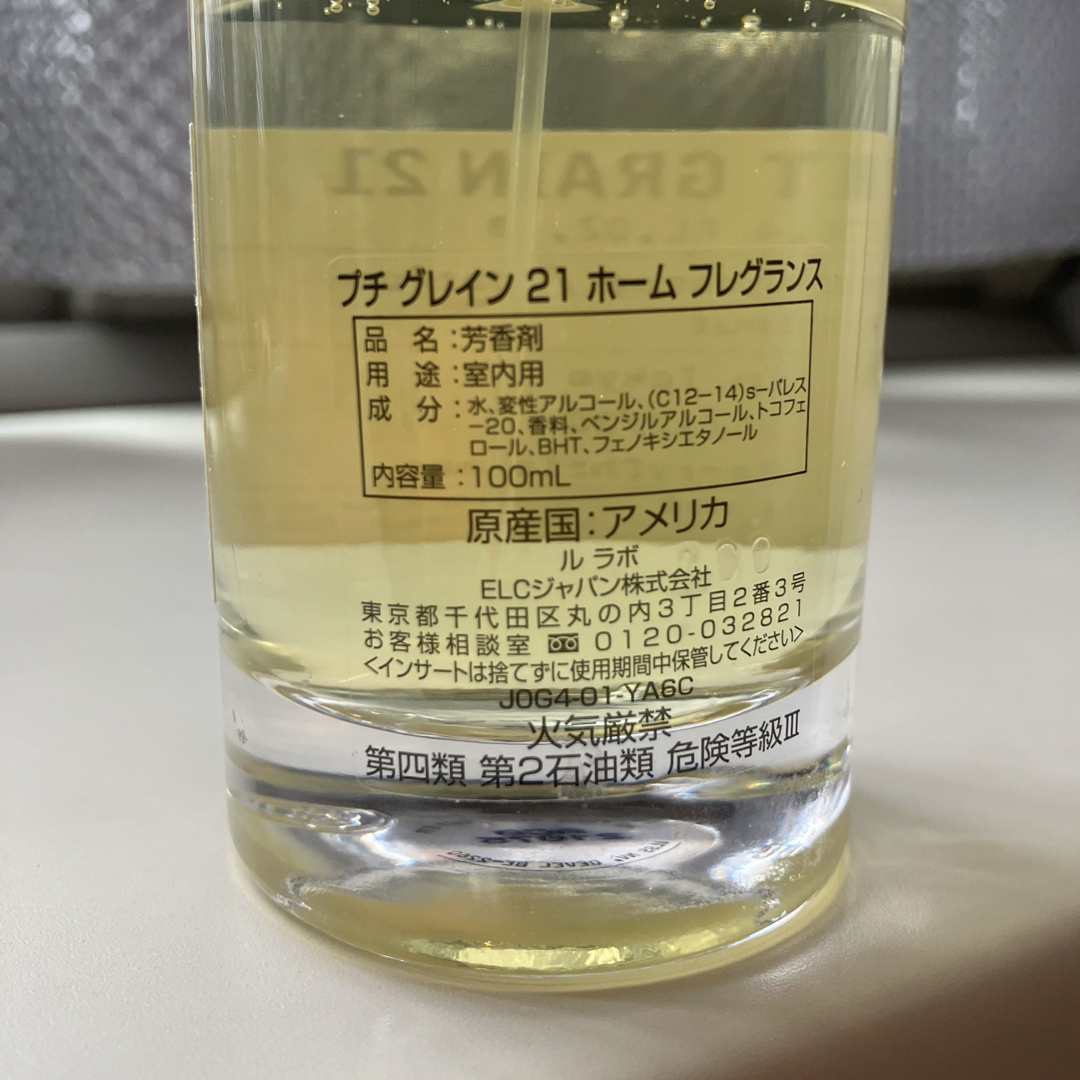 GRAIN 21
プチ グレイン 21 ホーム フレグランス
品 名:芳香剤
用 途:室内用
成 分:水、変性アルコール、(C12-14)s-パレス
-20、香料、ベンジルアルコール、トコフェ
ロール、BHT、フェノキシエタノール
内容量:100mL
原産国:アメリカ
ル ラボ
ELCジャパン株式会社
東京都千代田区丸の内3丁目2番3号
お客様相談室 0120-032821
<インサートは捨てずに使用期間中保管してください>
J0G4-01-YA6C
火気厳禁
第四類 第2石油類 危険等級Ⅲ